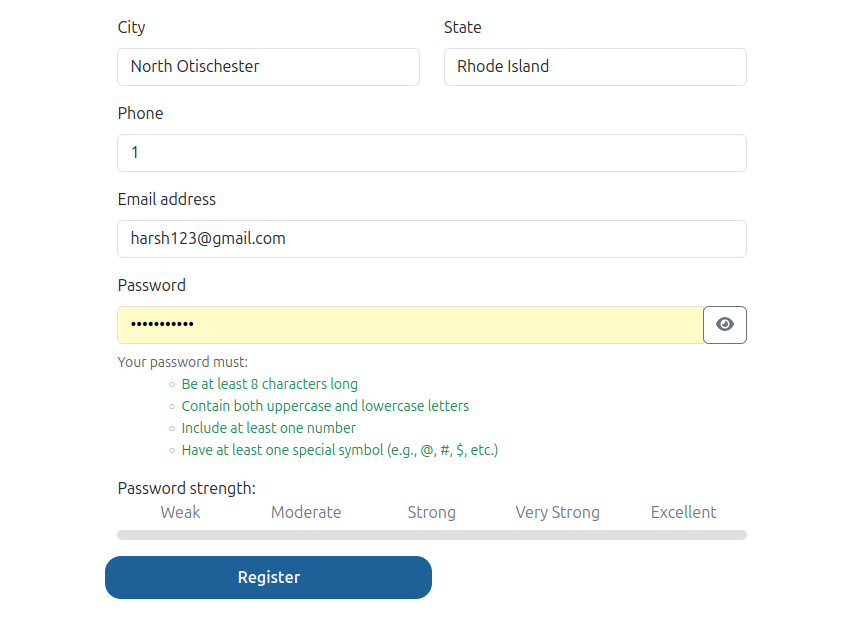 City State
North Otischester Rhode Island
Phone
1
Email address
harsh123@gmail.com
Password
•••••••••••
Your password must:
○ Be at least 8 characters long
○ Contain both uppercase and lowercase letters
○ Include at least one number
○ Have at least one special symbol (e.g., @, #, $, etc.)
Password strength:
Weak Moderate Strong Very Strong Excellent
Register